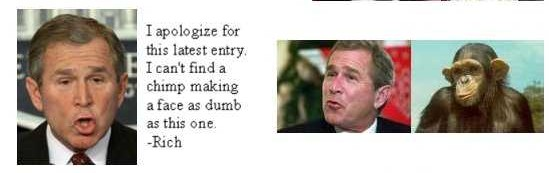 I apologize for
this latest entry.
I can't find a
chimp making
a face as dumb
as this one.
-Rich